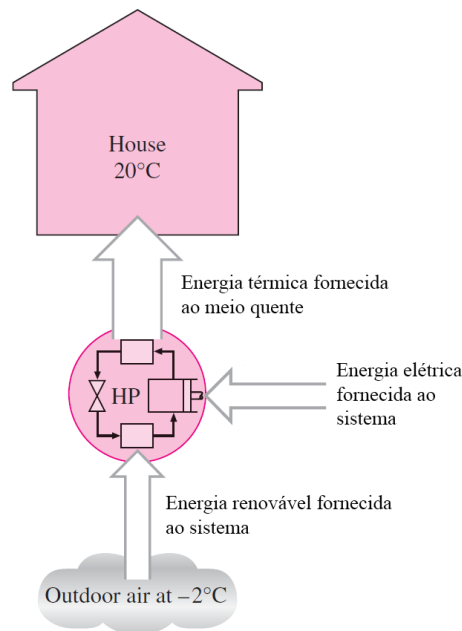 House
20°C
Energia térmica fornecida
ao meio quente
HP
Energia elétrica
fornecida ao
sistema
Energia renovável fornecida
ao sistema
Outdoor air at –2°C